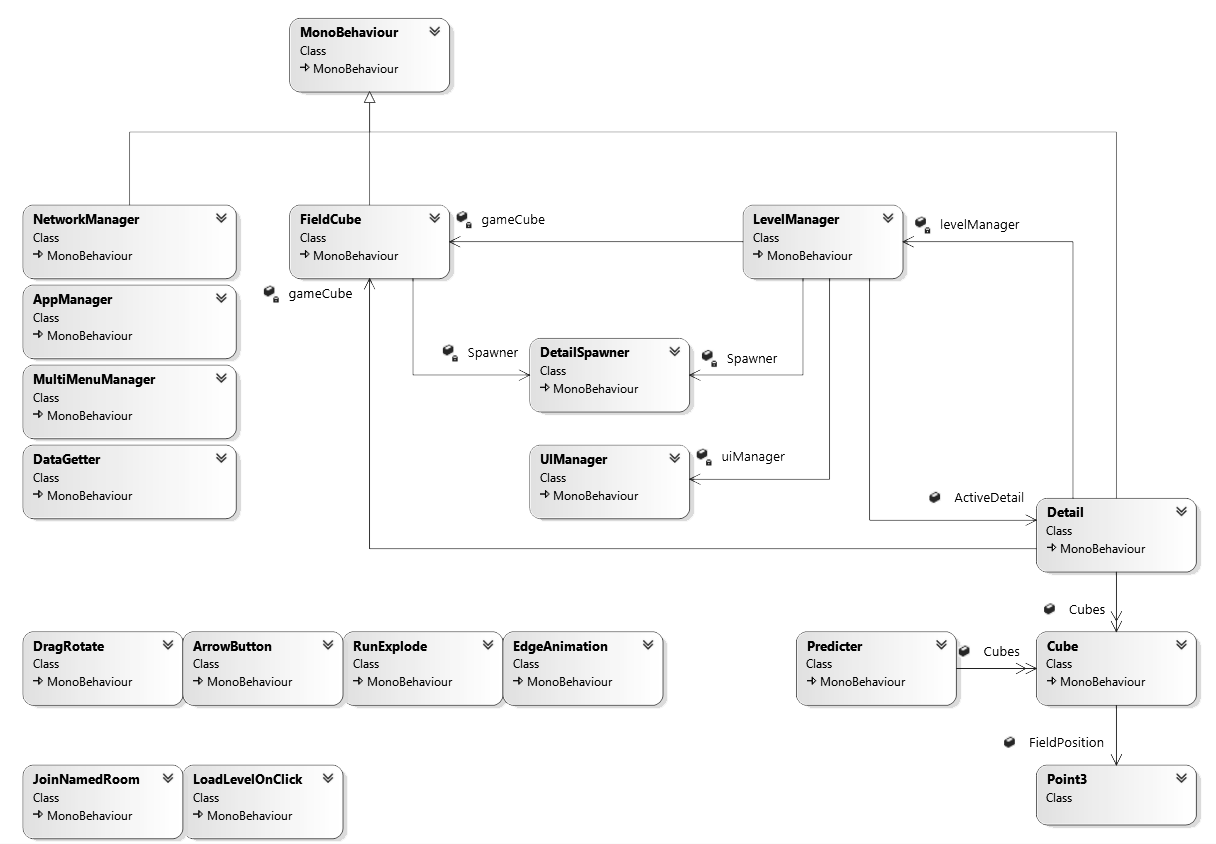 MonoBehaviour
Class
MonoBehaviour
NetworkManager
Class
MonoBehaviour
FieldCube
Class
MonoBehaviour
gameCube
LevelManager
Class
MonoBehaviour
levelManager
AppManager
Class
MonoBehaviour
gameCube
MultiMenuManager
Class
MonoBehaviour
Spawner
DetailSpawner
Class
MonoBehaviour
Spawner
DataGetter
Class
MonoBehaviour
UIManager
Class
MonoBehaviour
uiManager
ActiveDetail
Detail
Class
MonoBehaviour
Cubes
DragRotate
Class
MonoBehaviour
ArrowButton
Class
MonoBehaviour
RunExplode
Class
MonoBehaviour
EdgeAnimation
Class
MonoBehaviour
Predicter
Class
MonoBehaviour
Cubes
Cube
Class
MonoBehaviour
FieldPosition
JoinNamedRoom
Class
MonoBehaviour
LoadLevelOnClick
Class
MonoBehaviour
Point3
Class